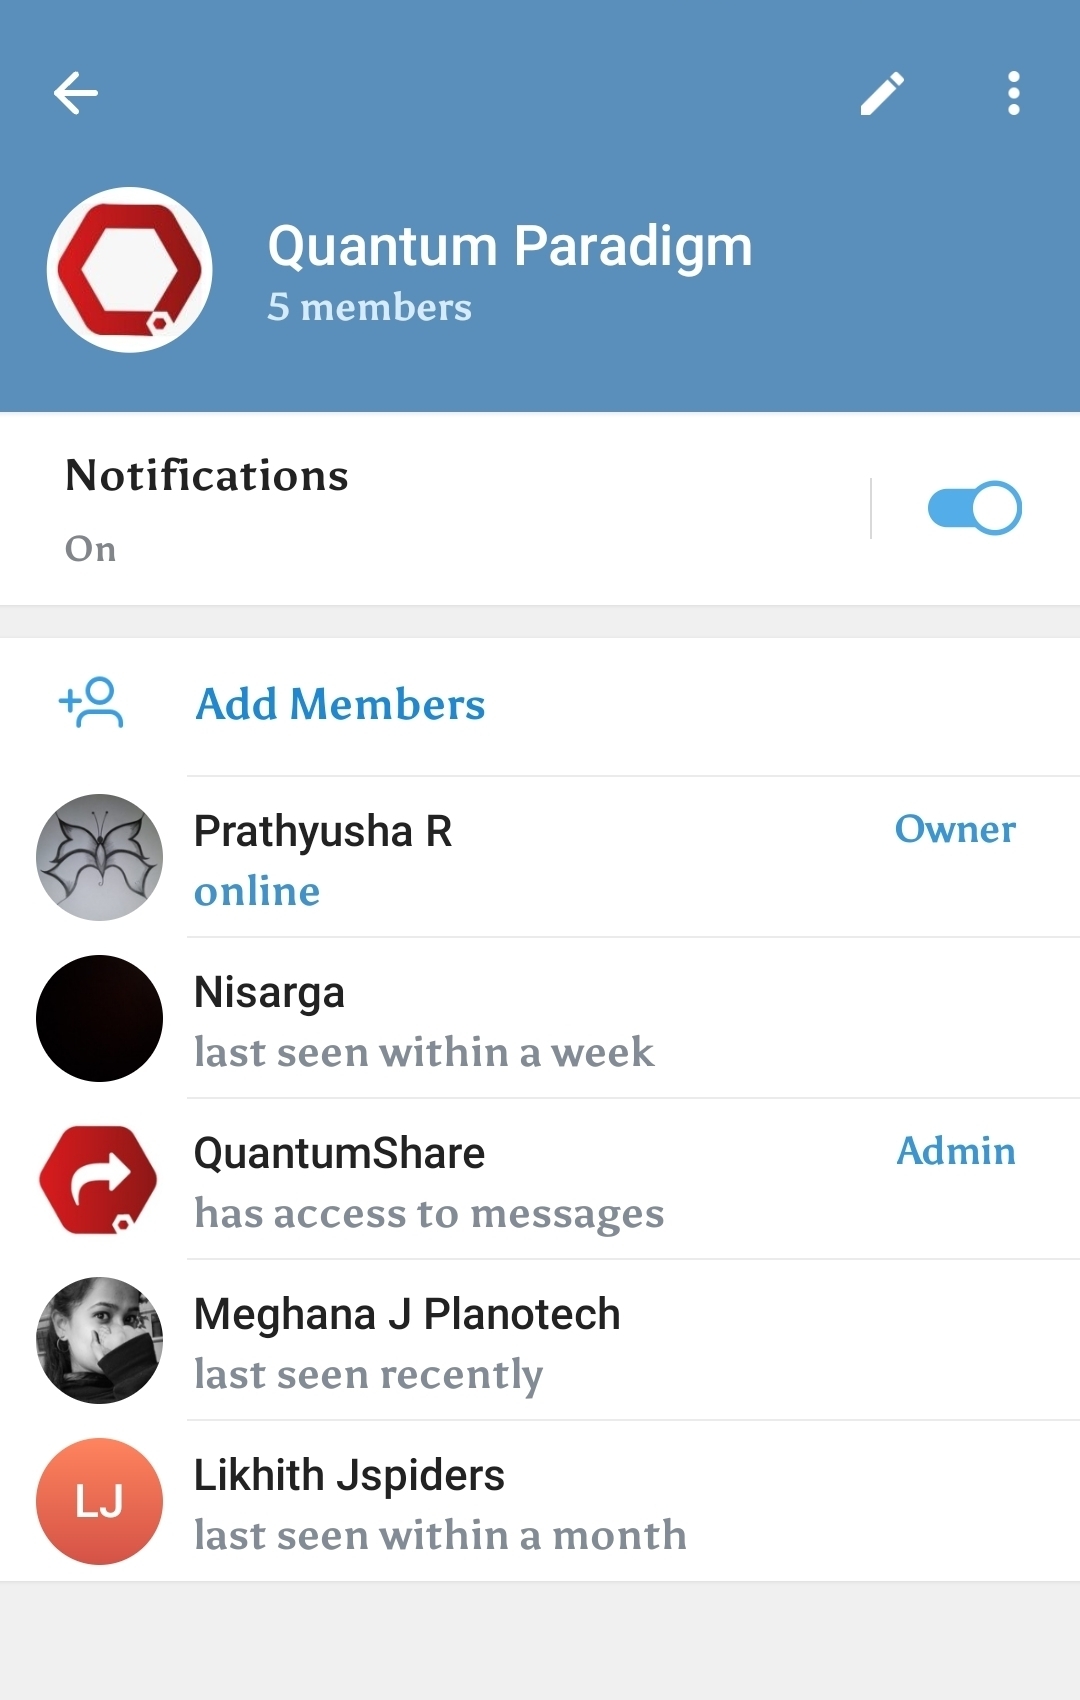 Quantum Paradigm
5 members
Notifications
On
Add Members
Prathyusha R
Owner
online
Nisarga
last seen within a week
QuantumShare
Admin
has access to messages
Meghana J Planotech
last seen recently
LJ
Likhith Jspiders
last seen within a month